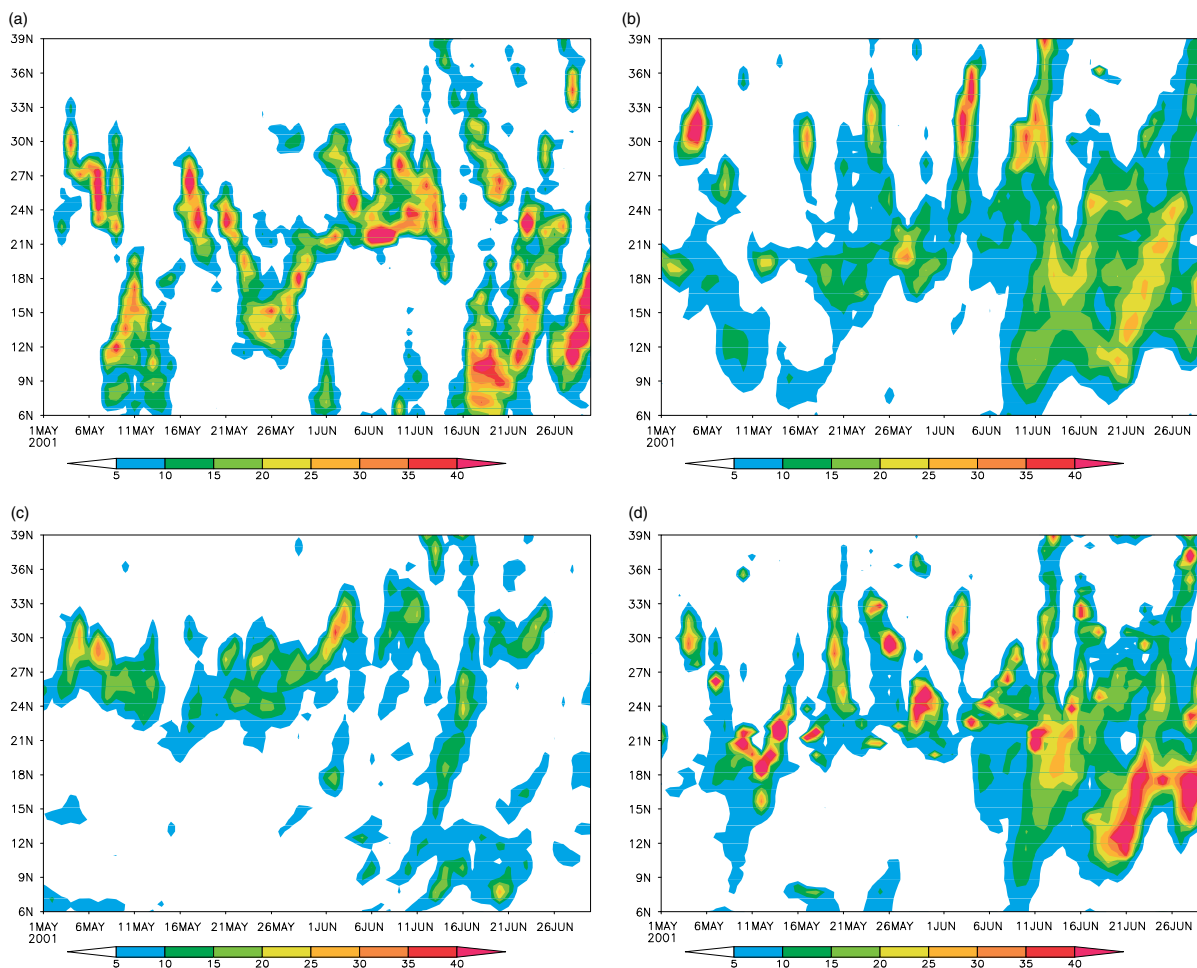 (a)
39N
36N
33N
30N
27N
24N
21N
18N
15N
12N
9N
6N
1MAY 6MAY 11MAY 16MAY 21MAY 26MAY 1JUN 6JUN 11JUN 16JUN 21JUN 26JUN
2001
5 10 15 20 25 30 35 40
(b)
39N
36N
33N
30N
27N
24N
21N
18N
15N
12N
9N
6N
1MAY 6MAY 11MAY 16MAY 21MAY 26MAY 1JUN 6JUN 11JUN 16JUN 21JUN 26JUN
2001
5 10 15 20 25 30 35 40
(c)
39N
36N
33N
30N
27N
24N
21N
18N
15N
12N
9N
6N
1MAY 6MAY 11MAY 16MAY 21MAY 26MAY 1JUN 6JUN 11JUN 16JUN 21JUN 26JUN
2001
5 10 15 20 25 30 35 40
(d)
39N
36N
33N
30N
27N
24N
21N
18N
15N
12N
9N
6N
1MAY 6MAY 11MAY 16MAY 21MAY 26MAY 1JUN 6JUN 11JUN 16JUN 21JUN 26JUN
2001
5 10 15 20 25 30 35 40